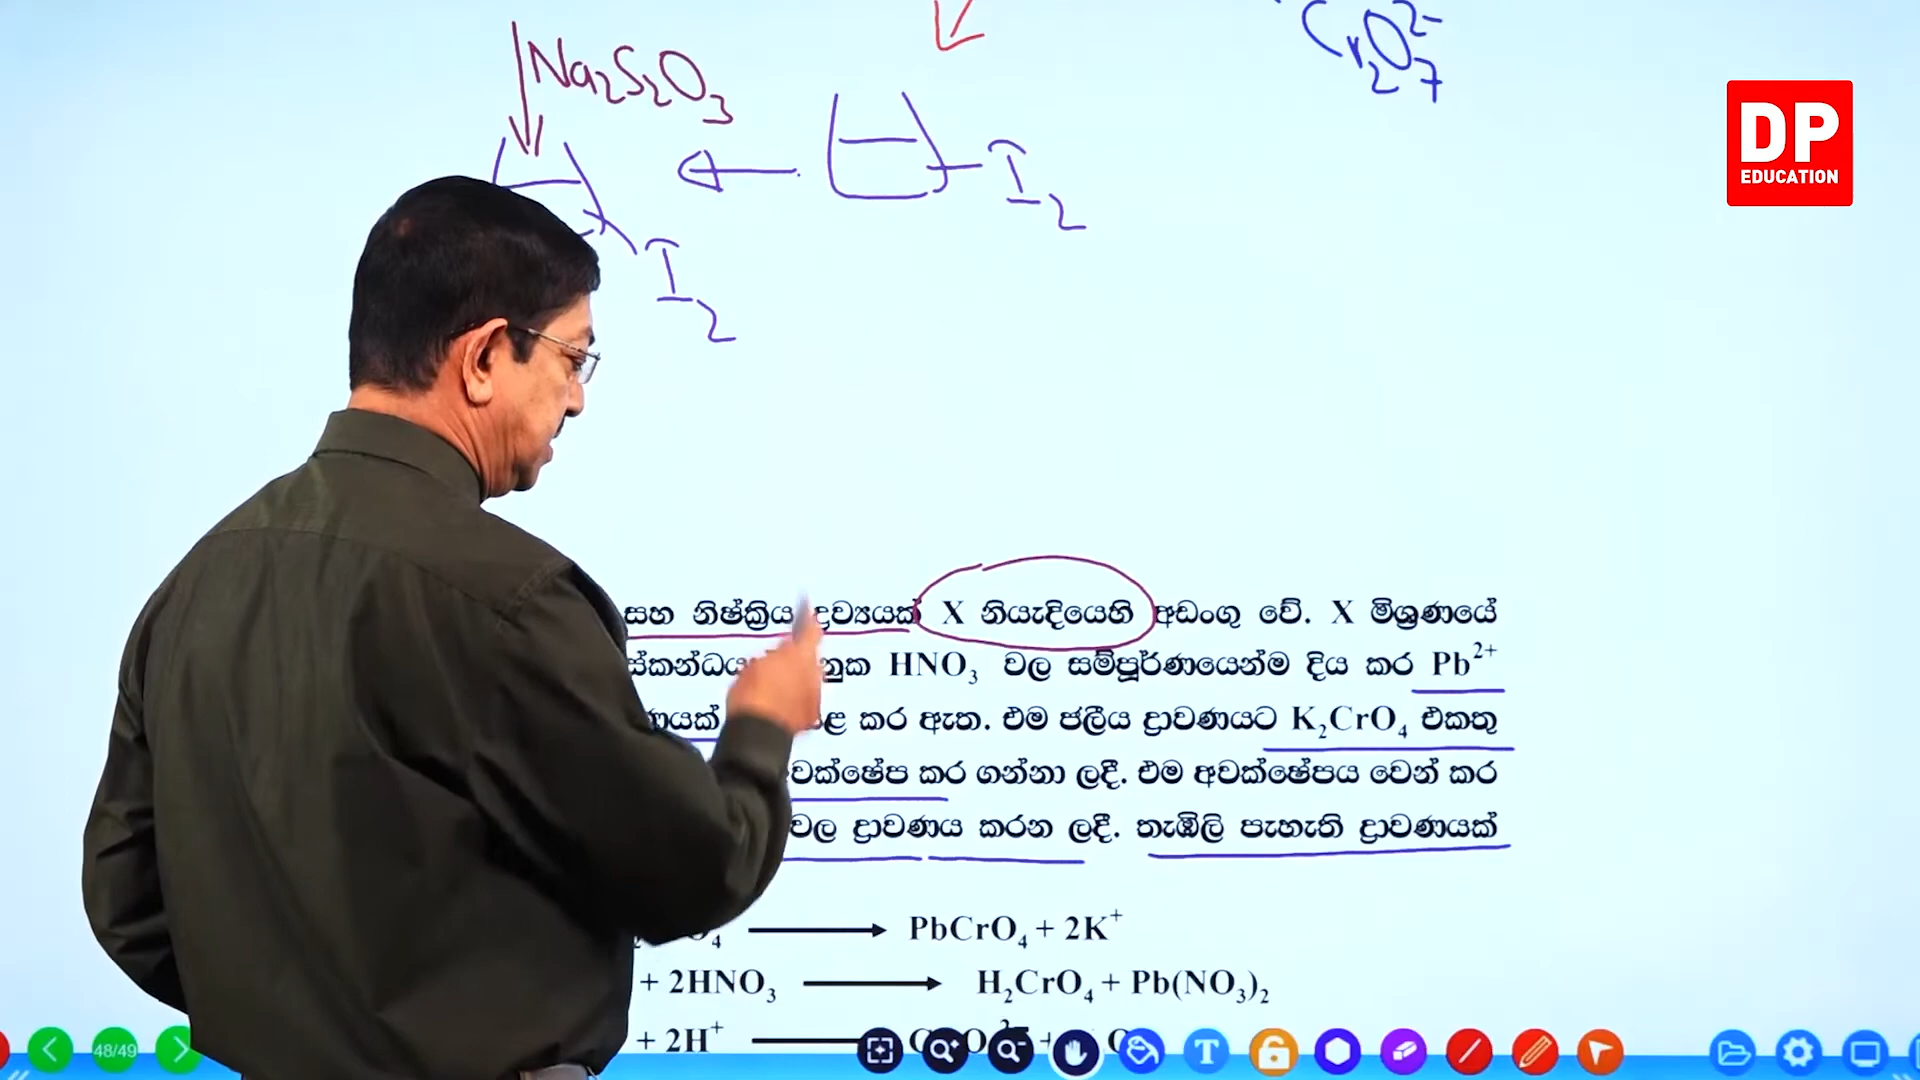 Cr2O7^2-
Na2S2O3
I2
I2
DP
EDUCATION
සහ නිෂ්ක්‍රිය ද්‍රව්‍යයක් X නියැදියෙහි අඩංගු වේ. X මිශ්‍රණයේ
HNO3 වල සම්පූර්ණයෙන්ම දිය කර Pb^2+
කර ඇත. එම ජලීය ද්‍රාවණයට K2CrO4 එකතු
කර ගන්නා ලදී. එම අවක්ෂේපය වෙන් කර
වල ද්‍රාවණය කරන ලදී. තැඹිලි පැහැති ද්‍රාවණයක්
⟶ PbCrO4 + 2K^+
+ 2HNO3 ⟶ H2CrO4 + Pb(NO3)2
+ 2H^+ ⟶
48/49
T